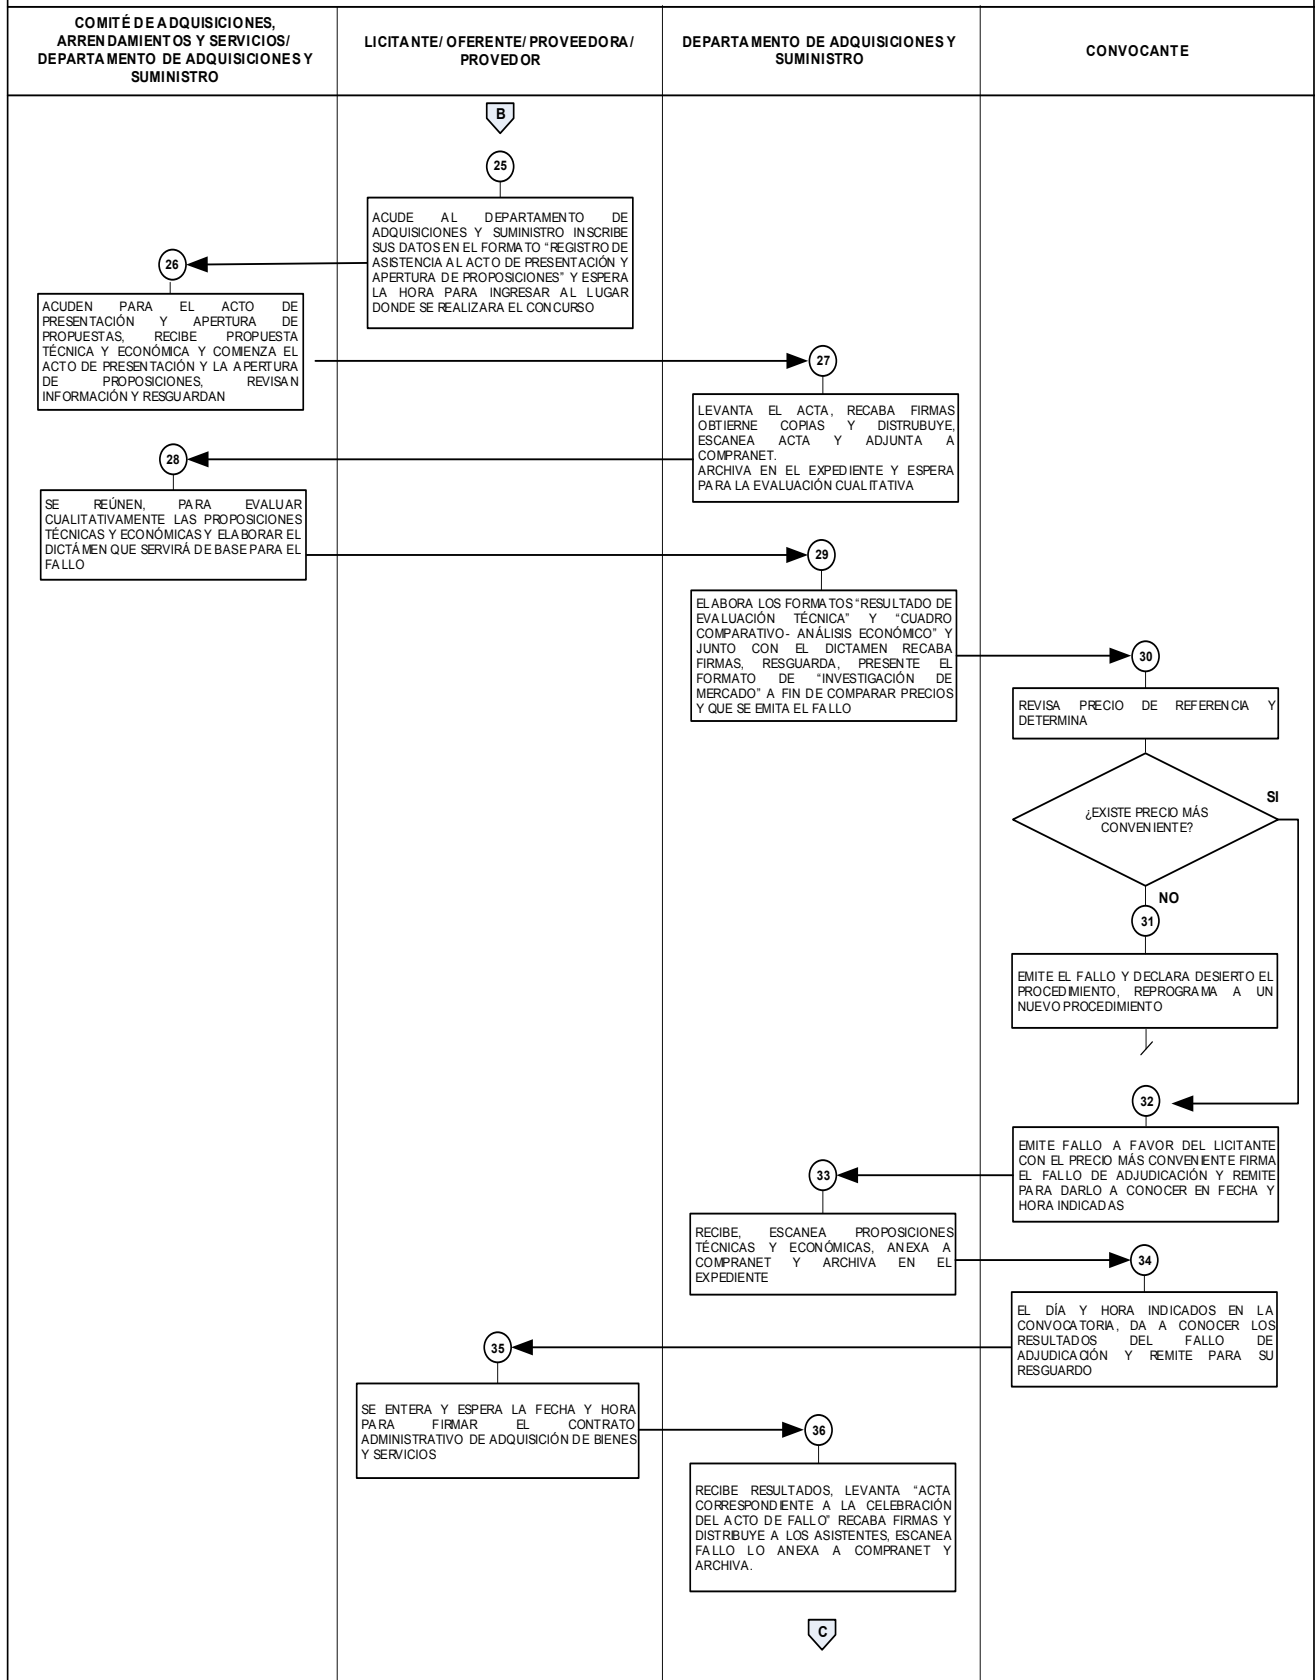 COMITÉ DE ADQUISICIONES,
ARRENDAMIENTOS Y SERVICIOS/
DEPARTAMENTO DE ADQUISICIONES Y
SUMINISTRO
LICITANTE/ OFERENTE/ PROVEEDORA/
PROVEDOR
DEPARTAMENTO DE ADQUISICIONES Y
SUMINISTRO
CONVOCANTE
B
25
ACUDE AL DEPARTAMENTO DE
ADQUISICIONES Y SUMINISTRO INSCRIBE
SUS DATOS EN EL FORMATO “REGISTRO DE
ASISTENCIA AL ACTO DE PRESENTACIÓN Y
APERTURA DE PROPOSICIONES” Y ESPERA
LA HORA PARA INGRESAR AL LUGAR
DONDE SE REALIZARA EL CONCURSO
26
ACUDEN PARA EL ACTO DE
PRESENTACIÓN Y APERTURA DE
PROPUESTAS, RECIBE PROPUESTA
TÉCNICA Y ECONÓMICA Y COMIENZA EL
ACTO DE PRESENTACIÓN Y LA APERTURA
DE PROPOSICIONES, REVISAN
INFORMACIÓN Y RESGUARDAN
27
LEVANTA EL ACTA, RECABA FIRMAS
OBTIERNE COPIAS Y DISTRUBUYE,
ESCANEA ACTA Y ADJUNTA A
COMPRANET.
ARCHIVA EN EL EXPEDIENTE Y ESPERA
PARA LA EVALUACIÓN CUALITATIVA
28
SE REÚNEN, PARA EVALUAR
CUALITATIVAMENTE LAS PROPOSICIONES
TÉCNICAS Y ECONÓMICAS Y ELABORAR EL
DICTÁMEN QUE SERVIRÁ DE BASE PARA EL
FALLO
29
ELABORA LOS FORMATOS “RESULTADO DE
EVALUACIÓN TÉCNICA” Y “CUADRO
COMPARATIVO- ANÁLISIS ECONÓMICO” Y
JUNTO CON EL DICTAMEN RECABA
FIRMAS, RESGUARDA, PRESENTE EL
FORMATO DE “INVESTIGACIÓN DE
MERCADO” A FIN DE COMPARAR PRECIOS
Y QUE SE EMITA EL FALLO
30
REVISA PRECIO DE REFERENCIA Y
DETERMINA
¿EXISTE PRECIO MÁS
CONVENIENTE?
SI
NO
31
EMITE EL FALLO Y DECLARA DESIERTO EL
PROCEDIMIENTO, REPROGRAMA A UN
NUEVO PROCEDIMIENTO
32
EMITE FALLO A FAVOR DEL LICITANTE
CON EL PRECIO MÁS CONVENIENTE FIRMA
EL FALLO DE ADJUDICACIÓN Y REMITE
PARA DARLO A CONOCER EN FECHA Y
HORA INDICADAS
33
RECIBE, ESCANEA PROPOSICIONES
TÉCNICAS Y ECONÓMICAS, ANEXA A
COMPRANET Y ARCHIVA EN EL
EXPEDIENTE
34
EL DÍA Y HORA INDICADOS EN LA
CONVOCATORIA, DA A CONOCER LOS
RESULTADOS DEL FALLO DE
ADJUDICACIÓN Y REMITE PARA SU
RESGUARDO
35
SE ENTERA Y ESPERA LA FECHA Y HORA
PARA FIRMAR EL CONTRATO
ADMINISTRATIVO DE ADQUISICIÓN DE BIENES
Y SERVICIOS
36
RECIBE RESULTADOS, LEVANTA “ACTA
CORRESPONDIENTE A LA CELEBRACIÓN
DEL ACTO DE FALLO” RECABA FIRMAS Y
DISTRIBUYE A LOS ASISTENTES, ESCANEA
FALLO LO ANEXA A COMPRANET Y
ARCHIVA.
C